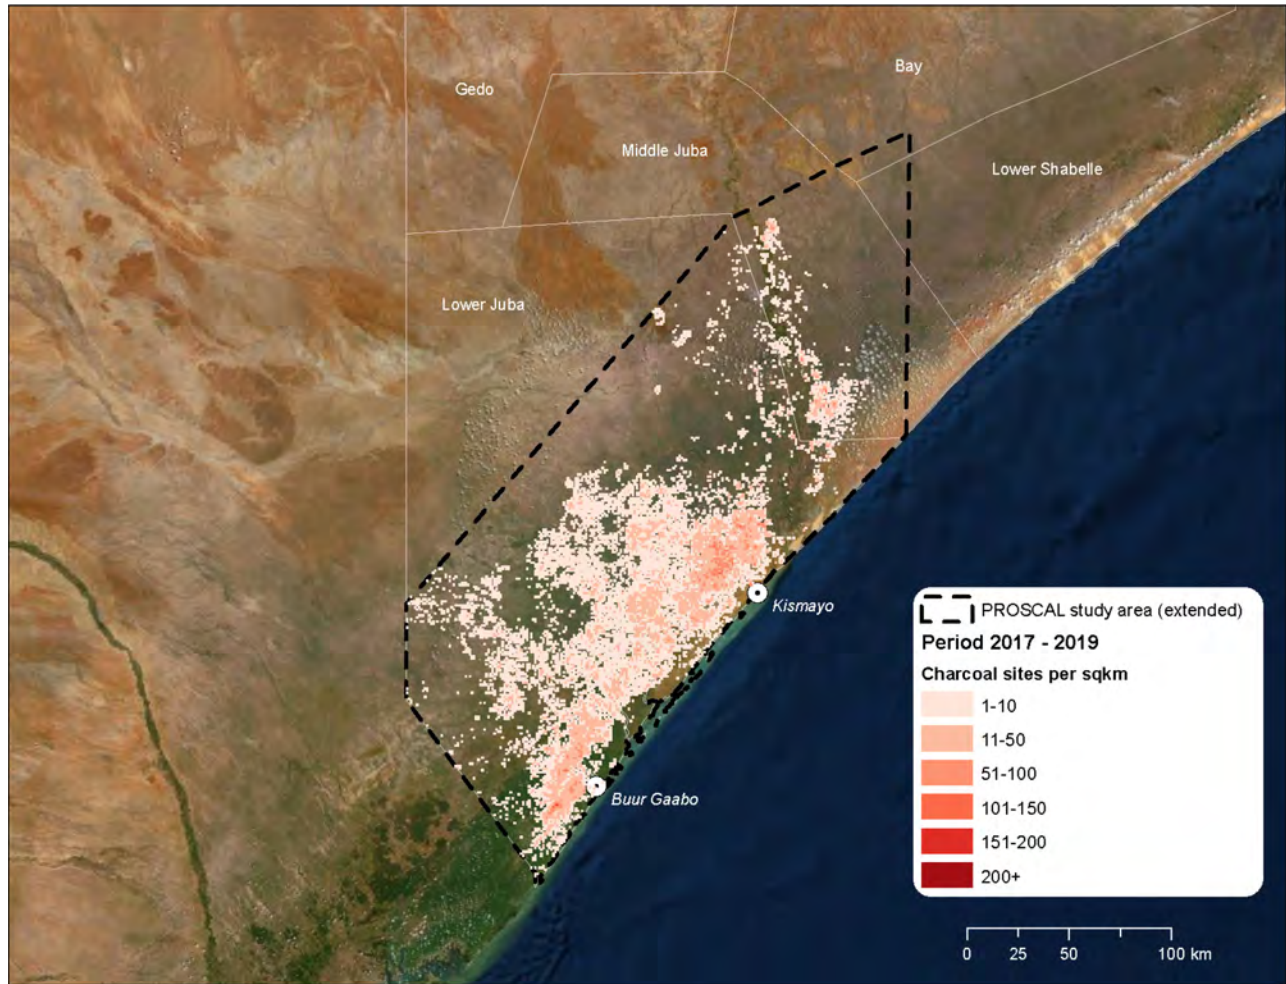 Gedo
Bay
Middle Juba
Lower Shabelle
Lower Juba
Kismayo
Buur Gaabo
PROSCAL study area (extended)
Period 2017 - 2019
Charcoal sites per sqkm
1-10
11-50
51-100
101-150
151-200
200+
0 25 50 100 km